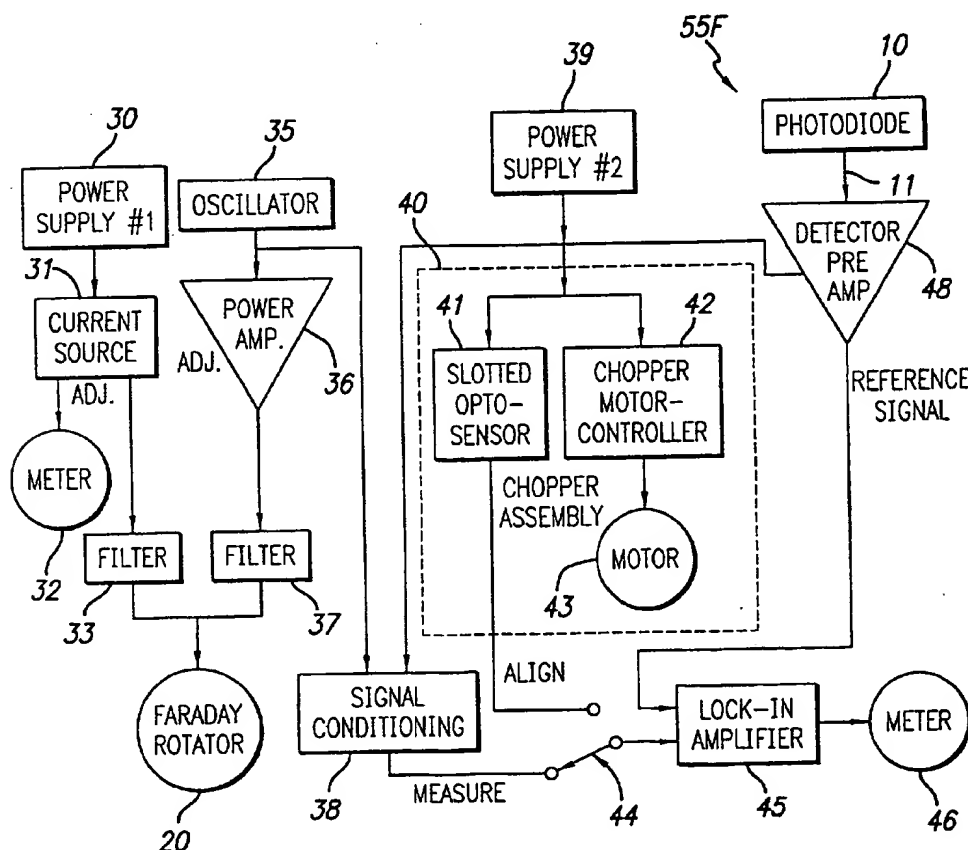 55F
10
39
30
35
PHOTODIODE
POWER
SUPPLY #2
POWER
SUPPLY #1
OSCILLATOR
11
40
DETECTOR
PRE
AMP
48
31
41
42
CURRENT
SOURCE
POWER
AMP.
36
ADJ.
ADJ.
SLOTTED
OPTO-
SENSOR
CHOPPER
MOTOR-
CONTROLLER
REFERENCE
SIGNAL
METER
32
CHOPPER
ASSEMBLY
FILTER
33
FILTER
37
MOTOR
43
ALIGN
FARADAY
ROTATOR
20
SIGNAL
CONDITIONING
38
MEASURE
44
LOCK-IN
AMPLIFIER
45
METER
46